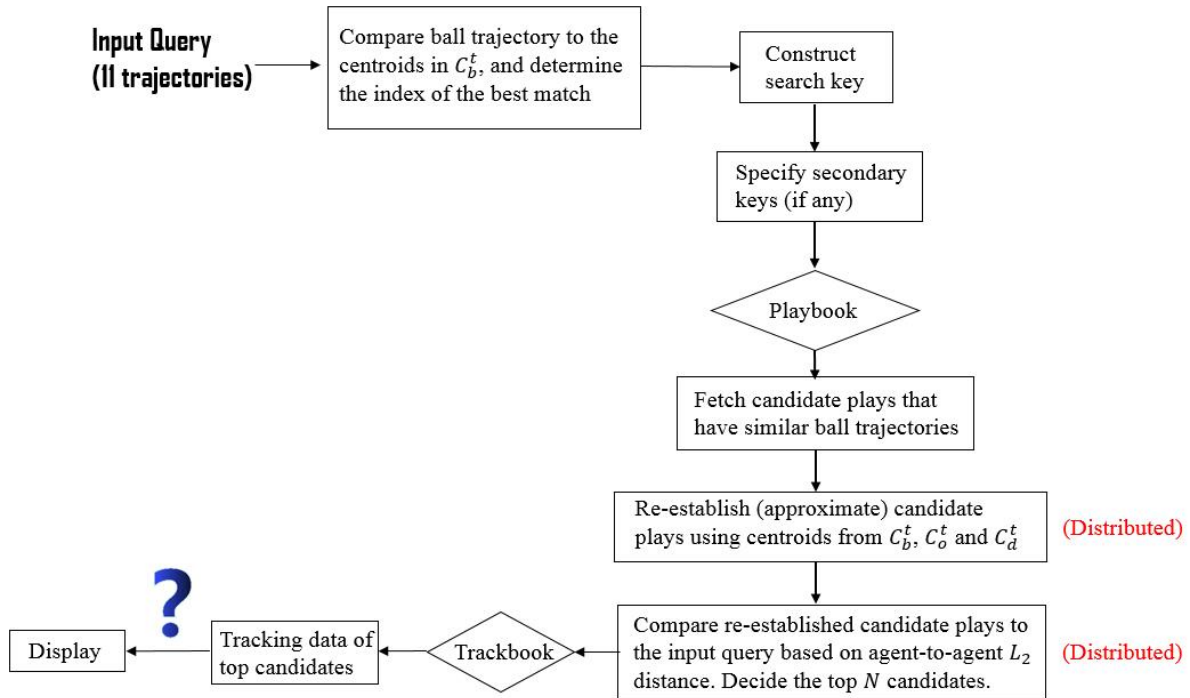 Input Query
(11 trajectories)
Compare ball trajectory to the
centroids in $C_b^t$, and determine
the index of the best match
Construct
search key
Specify secondary
keys (if any)
Playbook
Fetch candidate plays that
have similar ball trajectories
Re-establish (approximate) candidate
plays using centroids from $C_b^t$, $C_o^t$ and $C_d^t$
(Distributed)
Compare re-established candidate plays to
the input query based on agent-to-agent $L_2$
distance. Decide the top $N$ candidates.
(Distributed)
Trackbook
Tracking data of
top candidates
?
Display